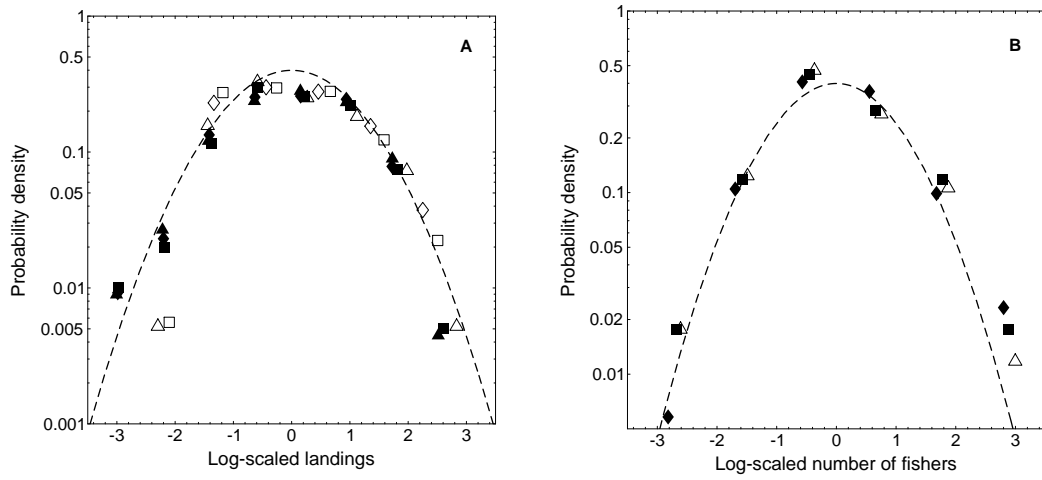 A
Probability density
1
0.5
0.1
0.05
0.01
0.005
0.001
-3 -2 -1 0 1 2 3
Log-scaled landings
B
Probability density
1
0.5
0.2
0.1
0.05
0.02
0.01
-3 -2 -1 0 1 2 3
Log-scaled number of fishers